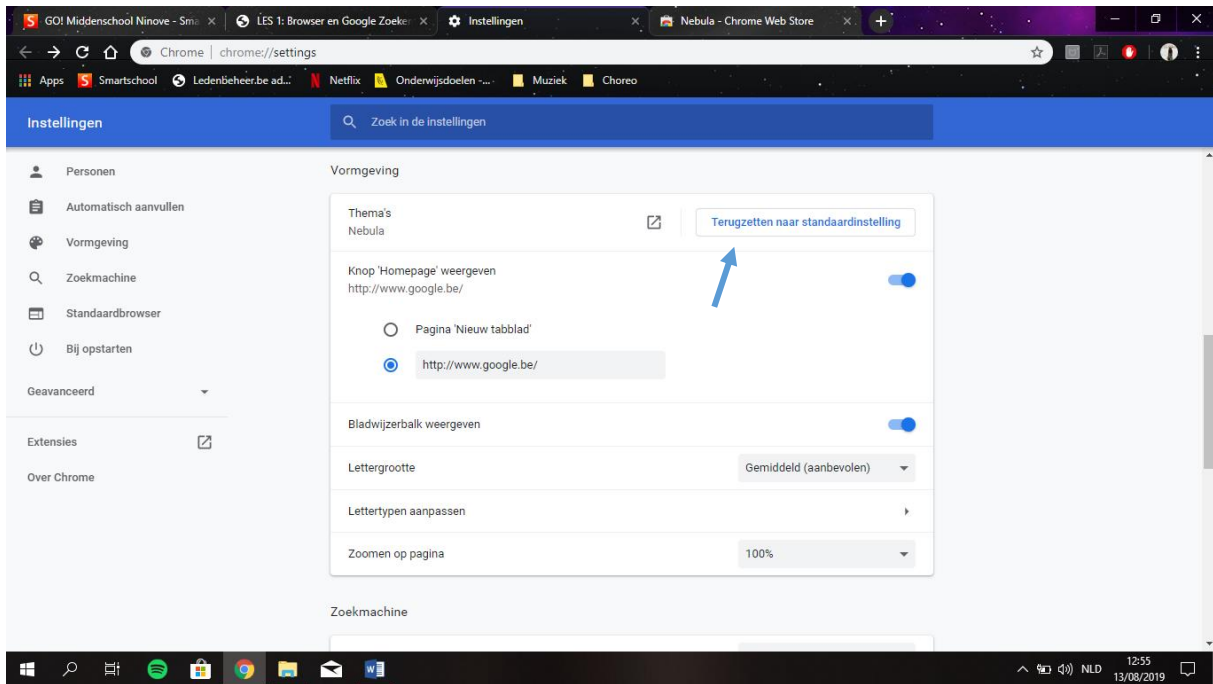 GO! Middenschool Ninove - Sma
LES 1: Browser en Google Zoeker
Instellingen
Nebula - Chrome Web Store
Chrome | chrome://settings
Apps
Smartschool
Ledenbeheer.be ad...
Netflix
Onderwijsdoelen -...
Muziek
Choreo
Instellingen
Zoek in de instellingen
Personen
Automatisch aanvullen
Vormgeving
Zoekmachine
Standaardbrowser
Bij opstarten
Geavanceerd
Extensies
Over Chrome
Vormgeving
Thema's
Nebula
Terugzetten naar standaardinstelling
Knop 'Homepage' weergeven
http://www.google.be/
Pagina 'Nieuw tabblad'
http://www.google.be/
Bladwijzerbalk weergeven
Lettergrootte
Gemiddeld (aanbevolen)
Lettertypen aanpassen
Zoomen op pagina
100%
Zoekmachine
NLD
12:55
13/08/2019